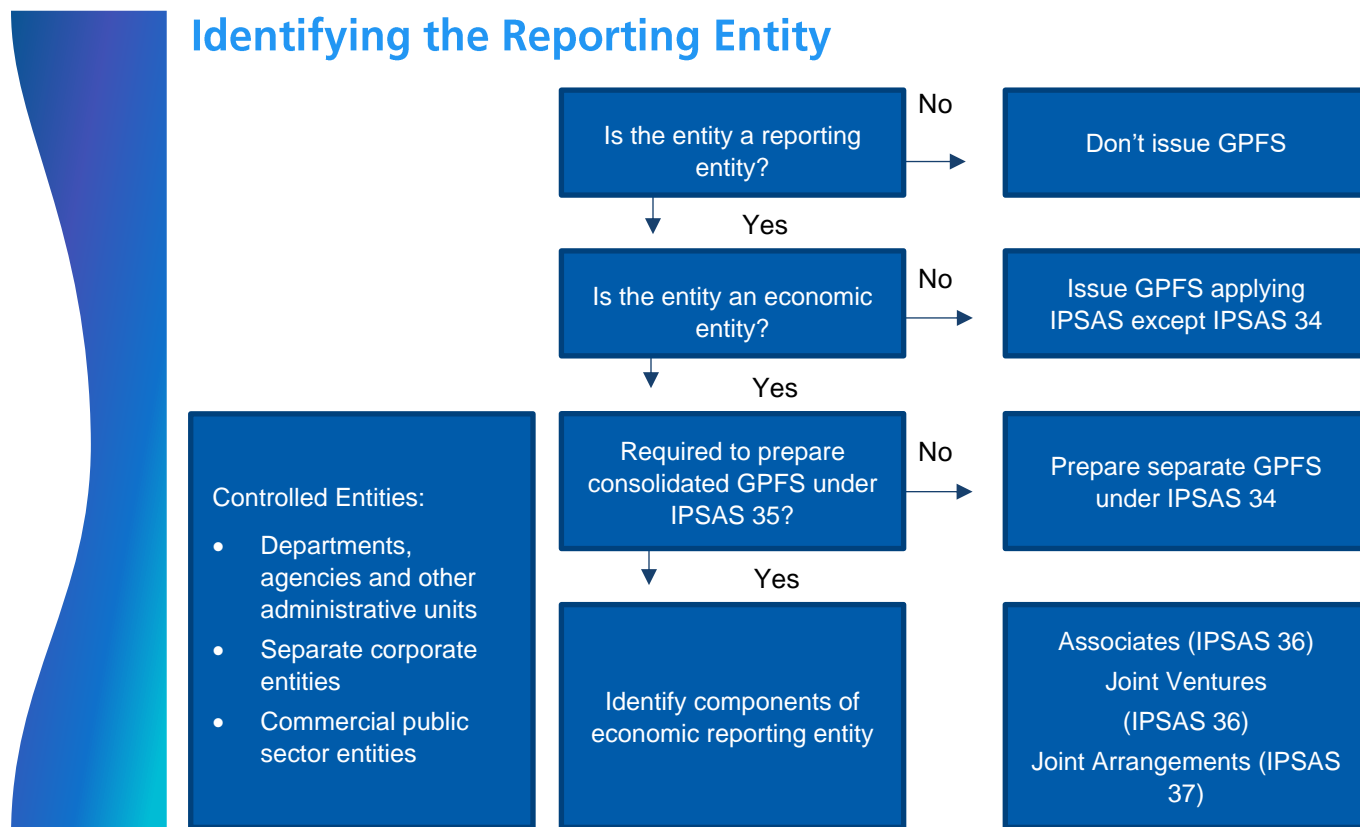 Identifying the Reporting Entity
Is the entity a reporting
entity?
No
Don’t issue GPFS
Yes
Is the entity an economic
entity?
No
Issue GPFS applying
IPSAS except IPSAS 34
Yes
Required to prepare
consolidated GPFS under
IPSAS 35?
No
Prepare separate GPFS
under IPSAS 34
Yes
Controlled Entities:
• Departments,
agencies and other
administrative units
• Separate corporate
entities
• Commercial public
sector entities
Identify components of
economic reporting entity
Associates (IPSAS 36)
Joint Ventures
(IPSAS 36)
Joint Arrangements (IPSAS
37)